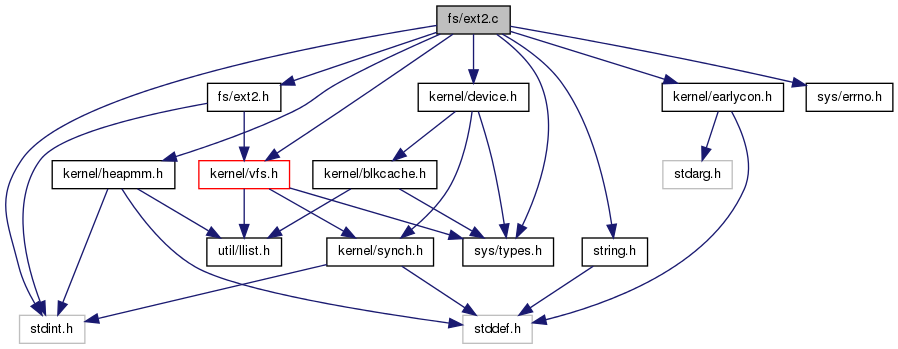 fs/ext2.c
fs/ext2.h
kernel/device.h
kernel/earlycon.h
sys/errno.h
kernel/heapmm.h
kernel/vfs.h
kernel/blkcache.h
stdarg.h
util/llist.h
kernel/synch.h
sys/types.h
string.h
stdint.h
stddef.h